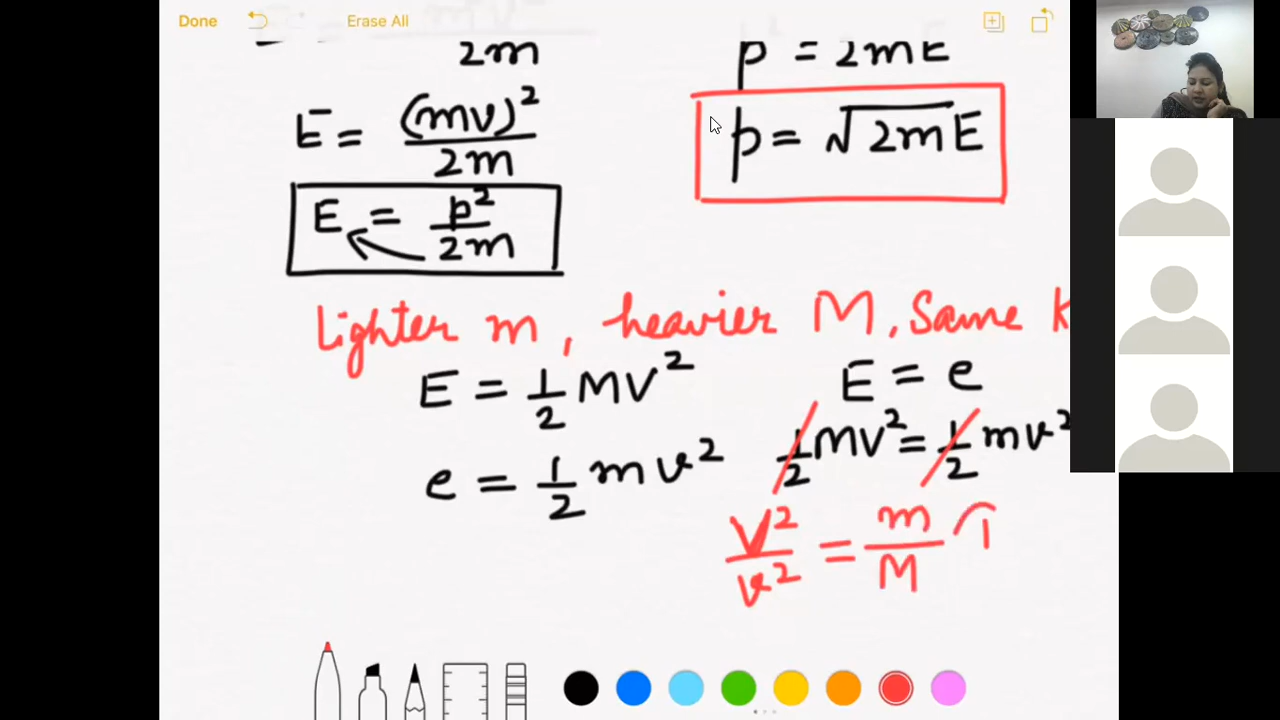 Done Erase All
2m
p = 2mE
E = (mv)²/2m
p = √2mE
E = p²/2m
Lighter m, heavier M, Same K
E = 1/2 MV²
E = e
e = 1/2 mv²
1/2 MV² = 1/2 mv²
V²/v² = m/M